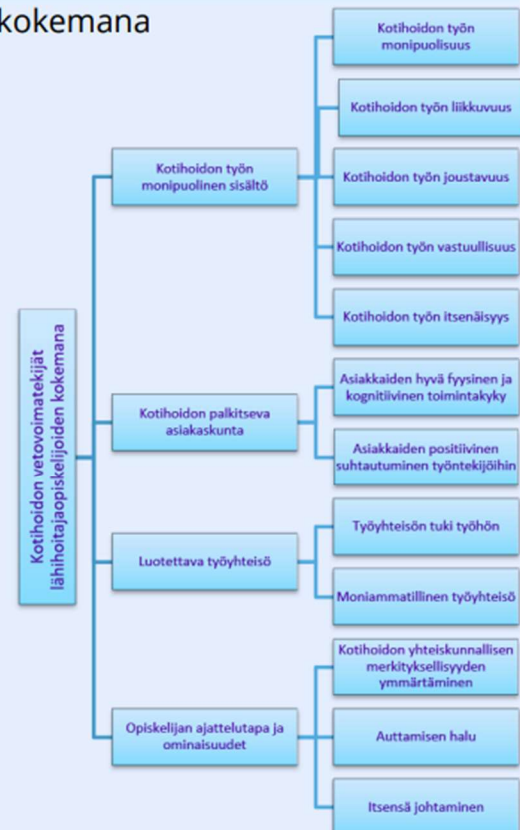 kokemana
Kotihoidon vetovoimatekijät
lähihoitajaopiskelijoiden kokemana
Kotihoidon työn
monipuolinen sisältö
Kotihoidon työn
monipuolisuus
Kotihoidon työn liikkuvuus
Kotihoidon työn joustavuus
Kotihoidon työn vastuullisuus
Kotihoidon työn itsenäisyys
Kotihoidon palkitseva
asiakaskunta
Asiakkaiden hyvä fyysinen ja
kognitiivinen toimintakyky
Asiakkaiden positiivinen
suhtautuminen työntekijöihin
Luotettava työyhteisö
Työyhteisön tuki työhön
Moniammatillinen työyhteisö
Opiskelijan ajattelutapa ja
ominaisuudet
Kotihoidon yhteiskunnallisen
merkityksellisyyden
ymmärtäminen
Auttamisen halu
Itsensä johtaminen